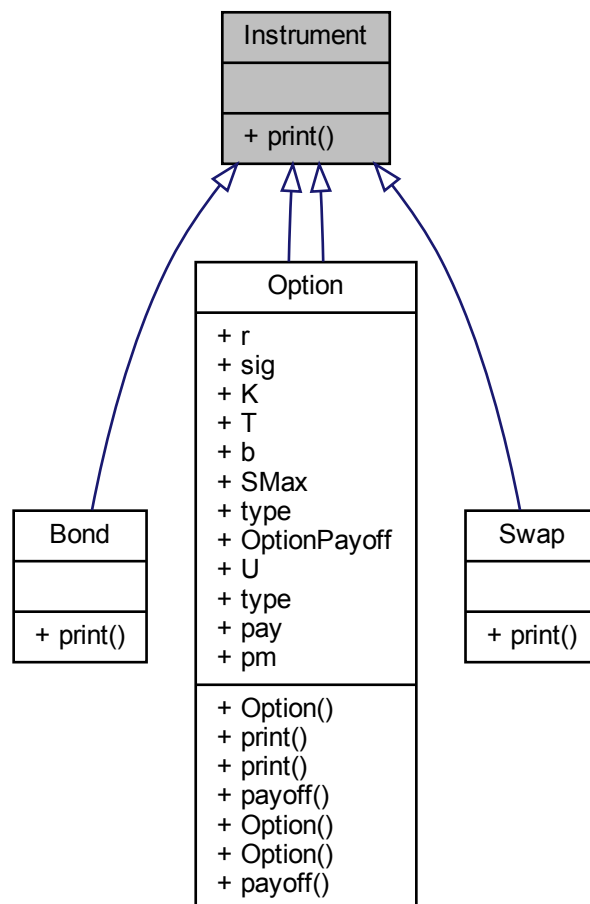 Instrument
+ print()
Option
+ r
+ sig
+ K
+ T
+ b
+ SMax
+ type
+ OptionPayoff
+ U
+ type
+ pay
+ pm
+ Option()
+ print()
+ print()
+ payoff()
+ Option()
+ Option()
+ payoff()
Bond
+ print()
Swap
+ print()